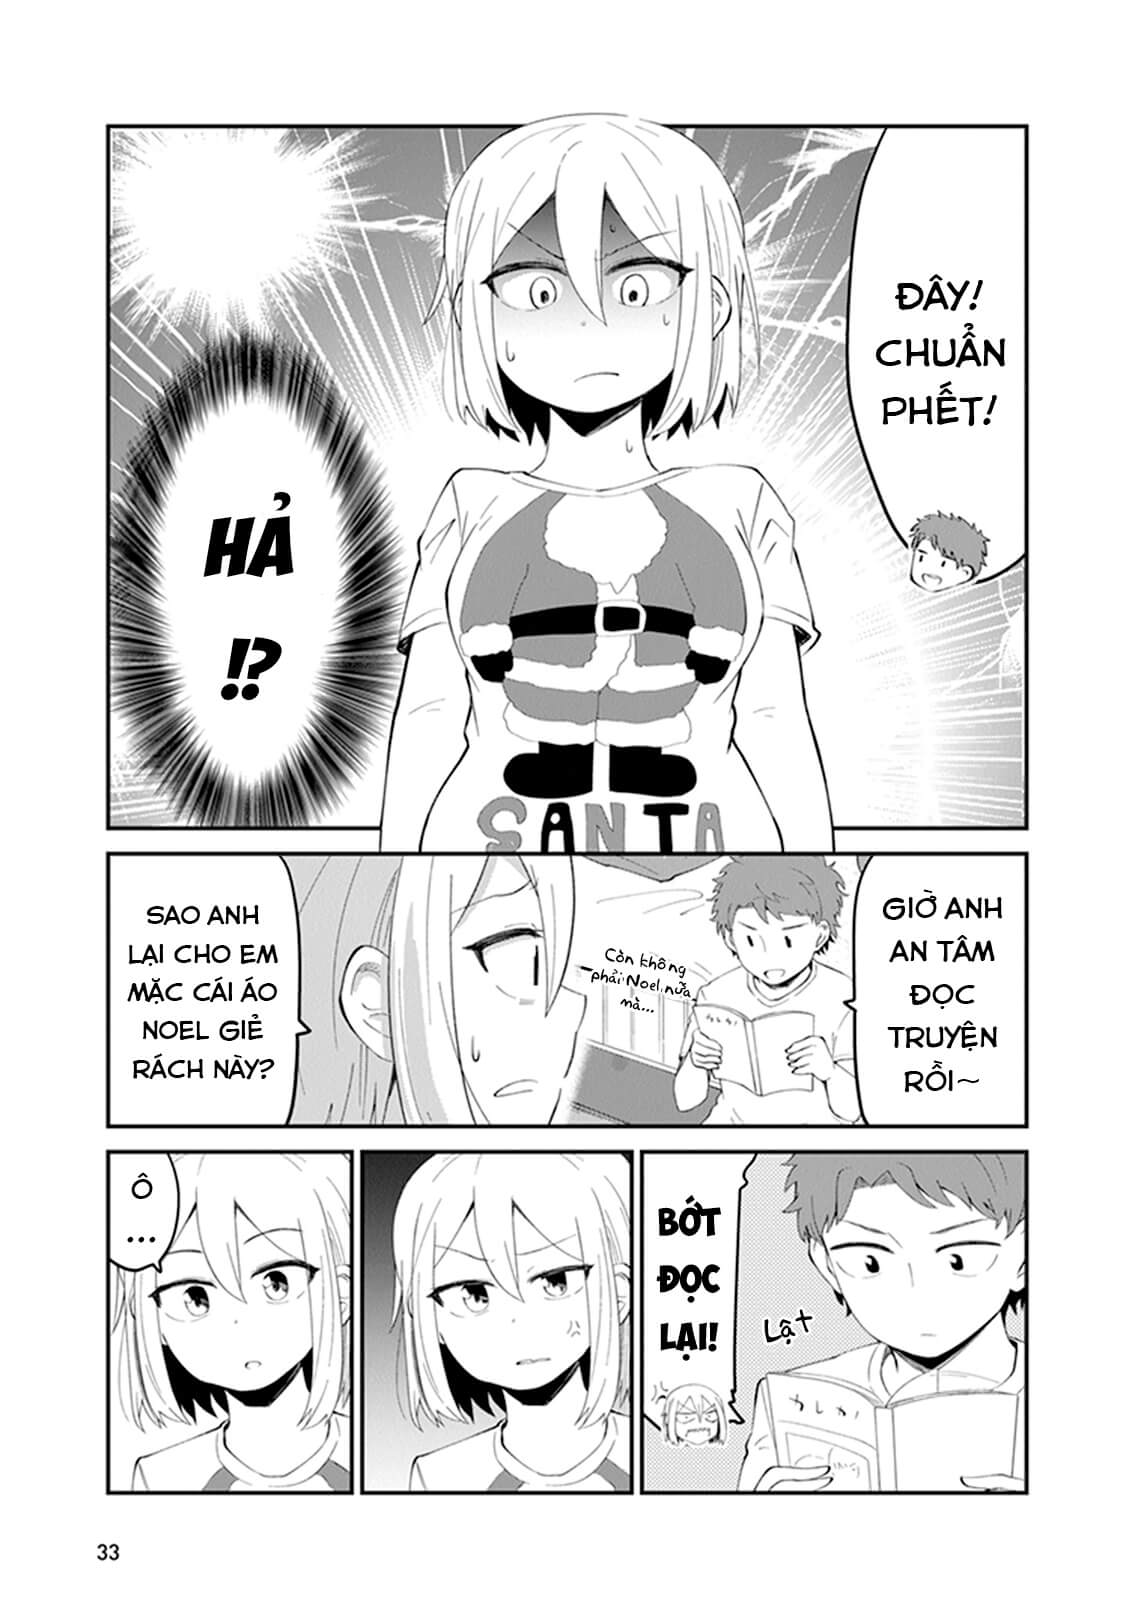 ĐÂY!
CHUẨN
PHẾT!
HẢ
!?
SANTA
GIỜ ANH
AN TÂM
ĐỌC
TRUYỆN
RỒI~
Còn không
phải Noel nữa
mà...
SAO ANH
LẠI CHO EM
MẶC CÁI ÁO
NOEL GIẺ
RÁCH NÀY?
BỚT
ĐỌC
LẠI!
Lật
Ô
...
33